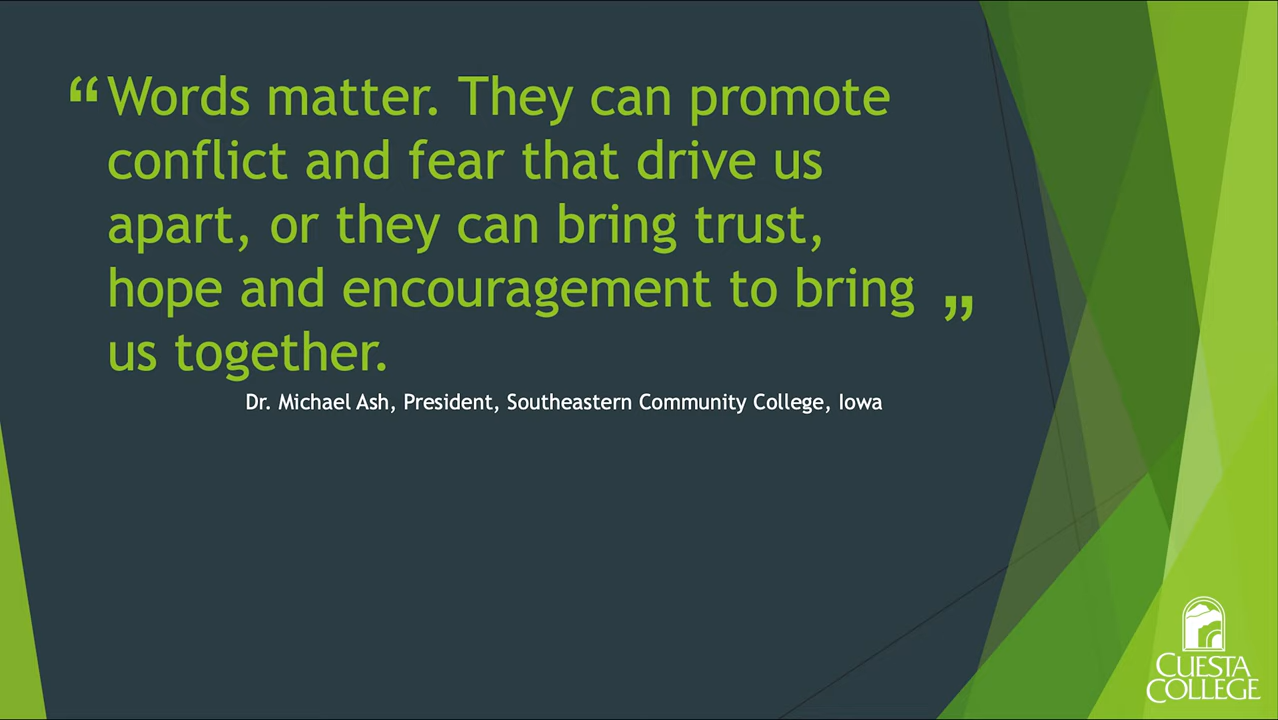 “Words matter. They can promote
conflict and fear that drive us
apart, or they can bring trust,
hope and encouragement to bring
us together.”
Dr. Michael Ash, President, Southeastern Community College, Iowa
CUESTA
COLLEGE